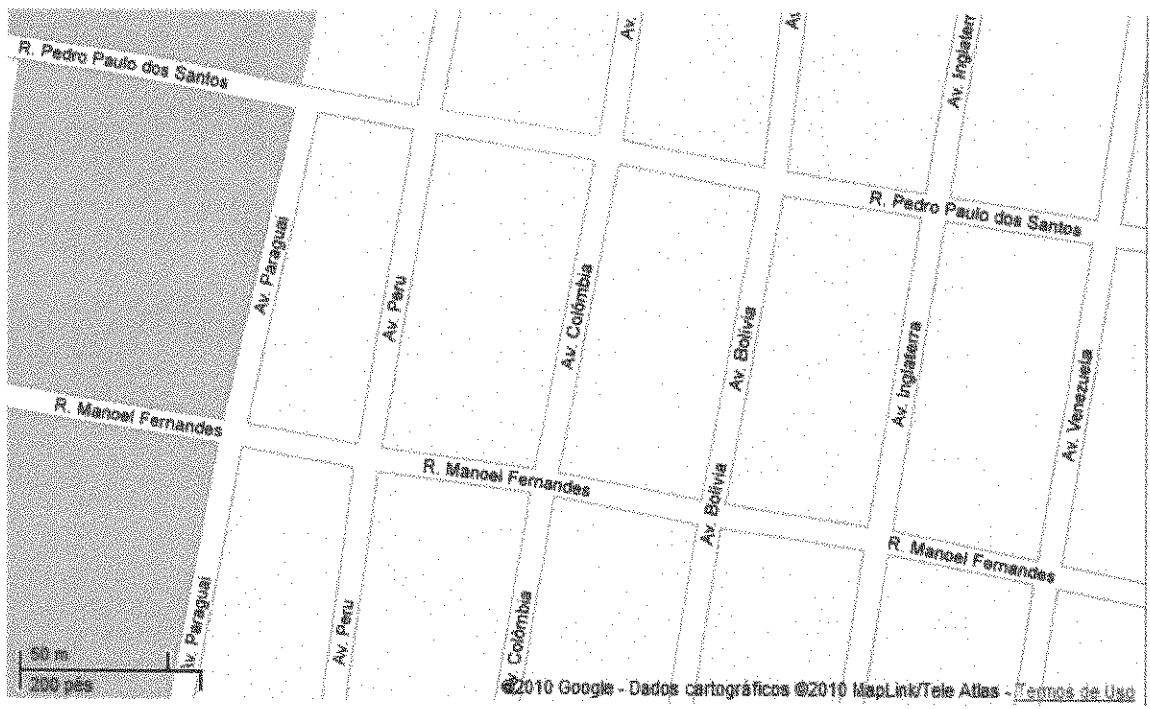 R. Pedro Paulo dos Santos
Av.
Av.
Av. Inglaterr
R. Pedro Paulo dos Santos
Av. Paraguai
Av. Peru
Av. Colômbia
Av. Bolívia
Av. Inglaterra
Av. Venezuela
R. Manoel Fernandes
R. Manoel Fernandes
Av. Bolívia
R. Manoel Fernandes
Av. Paraguai
Av. Peru
Av. Colômbia
50 m
200 pés
©2010 Google - Dados cartográficos ©2010 MapLink/Tele Atlas - Termos de Uso